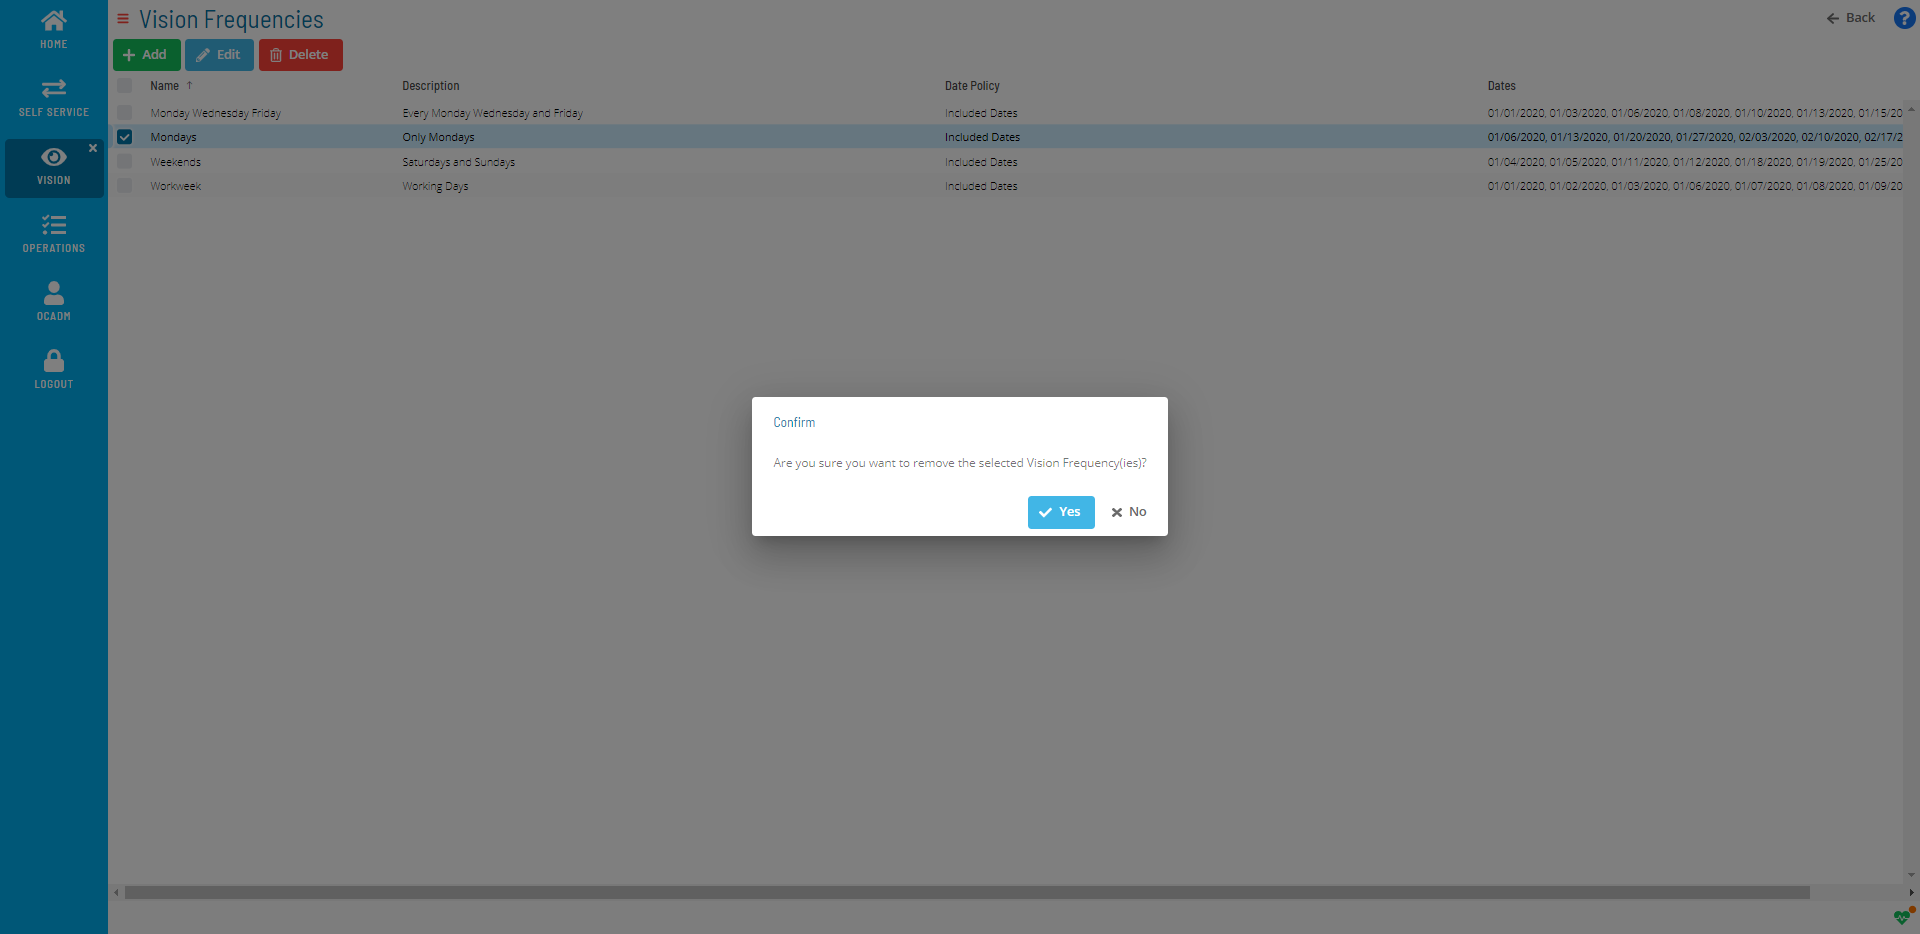 HOME
SELF SERVICE
VISION
OPERATIONS
OCADM
LOGOUT
Vision Frequencies
Back
?
Add Edit Delete
Name ↑ Description Date Policy Dates
Monday Wednesday Friday Every Monday Wednesday and Friday Included Dates 01/01/2020, 01/03/2020, 01/06/2020, 01/08/2020, 01/10/2020, 01/13/2020, 01/15/20
Mondays Only Mondays Included Dates 01/06/2020, 01/13/2020, 01/20/2020, 01/27/2020, 02/03/2020, 02/10/2020, 02/17/2
Weekends Saturdays and Sundays Included Dates 01/04/2020, 01/05/2020, 01/11/2020, 01/12/2020, 01/18/2020, 01/19/2020, 01/25/20
Workweek Working Days Included Dates 01/01/2020, 01/02/2020, 01/03/2020, 01/06/2020, 01/07/2020, 01/08/2020, 01/09/20
Confirm
Are you sure you want to remove the selected Vision Frequency(ies)?
Yes No